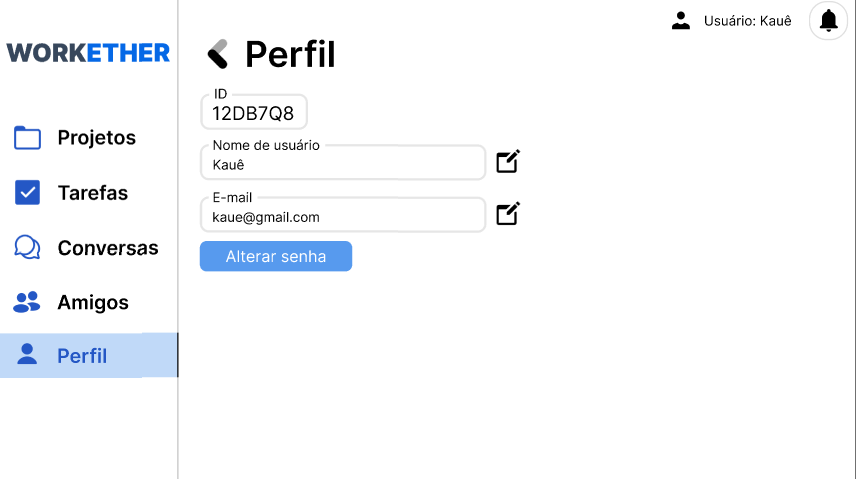 WORKETHER
Projetos
Tarefas
Conversas
Amigos
Perfil
Usuário: Kauê
Perfil
ID
12DB7Q8
Nome de usuário
Kauê
E-mail
kaue@gmail.com
Alterar senha